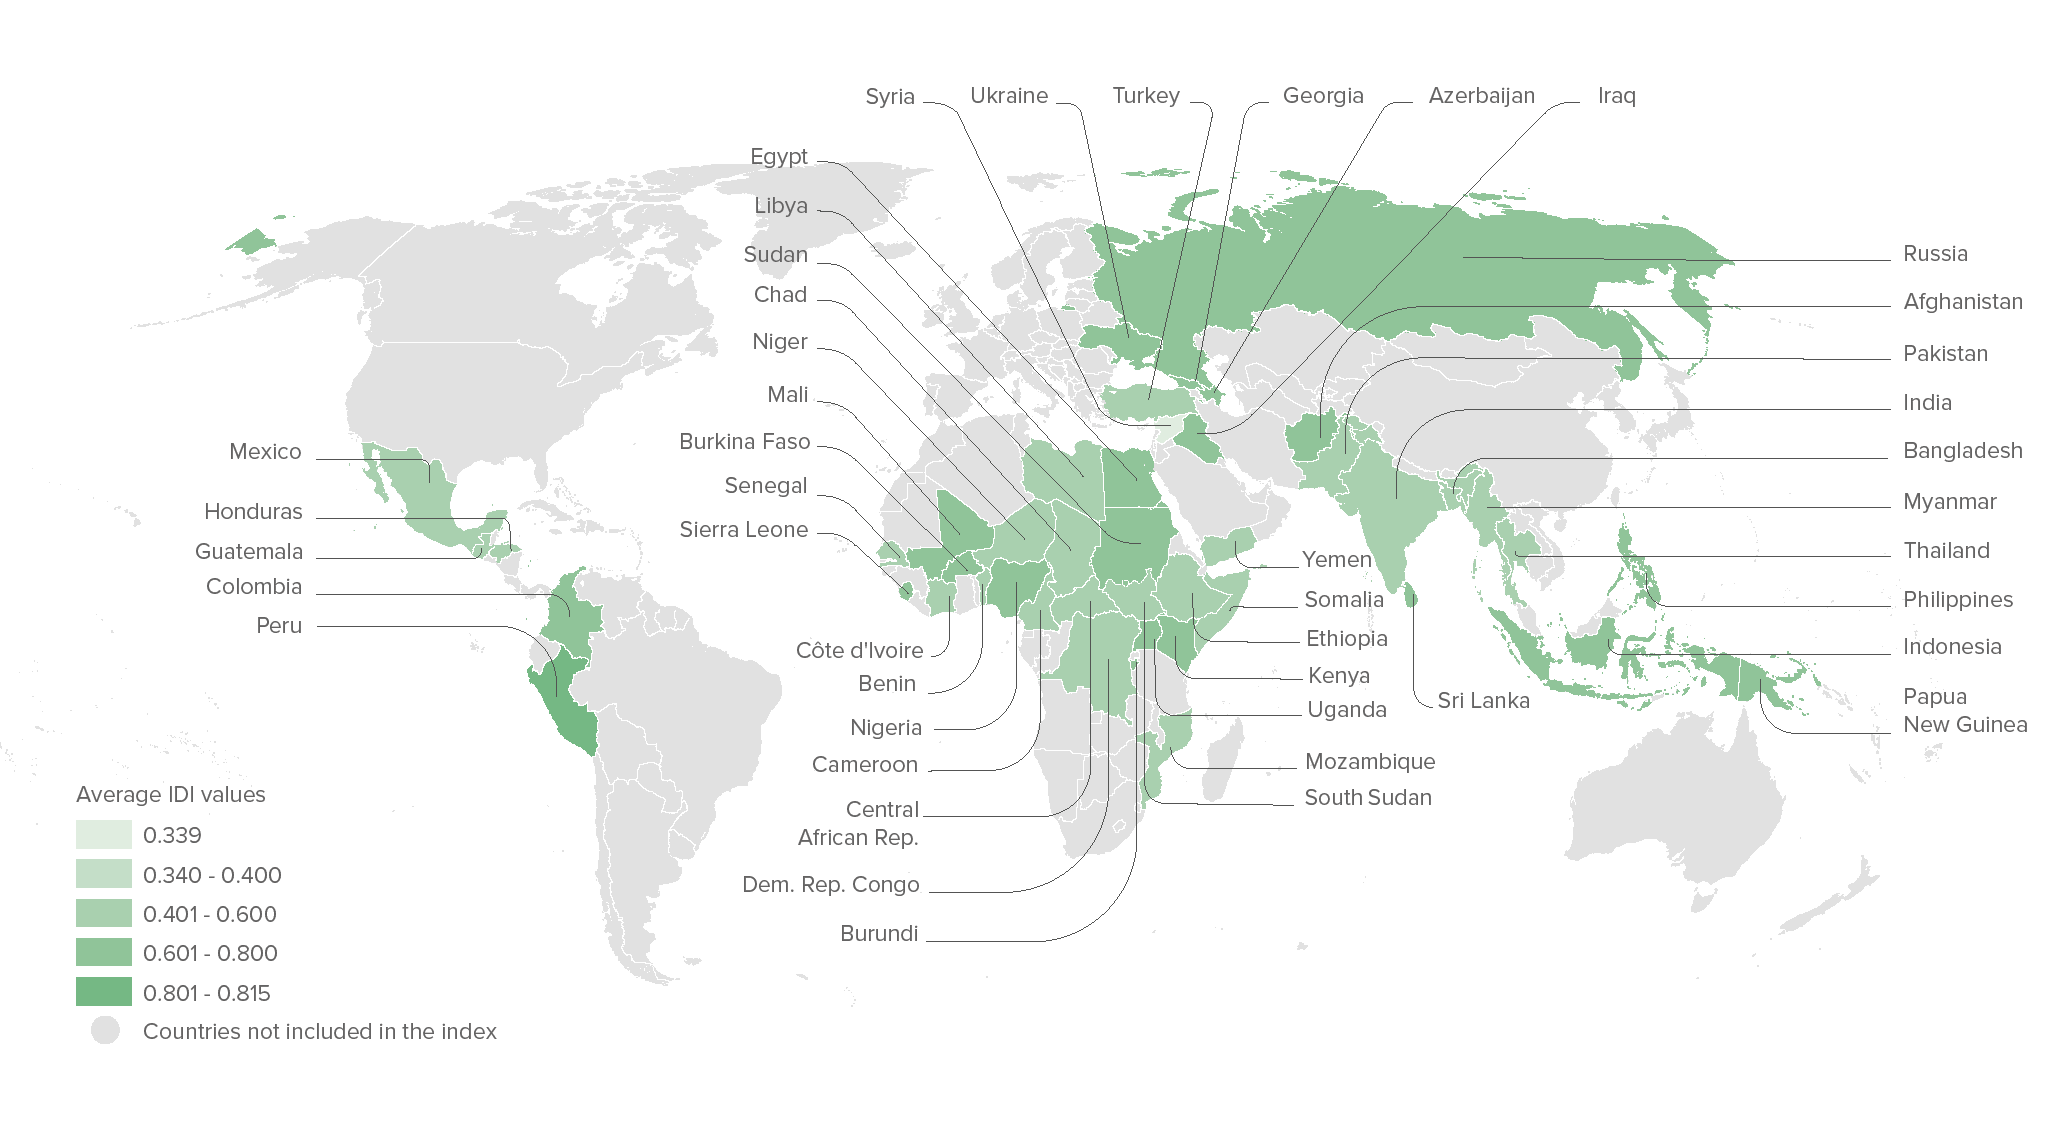 Syria
Ukraine
Turkey
Georgia
Azerbaijan
Iraq
Egypt
Libya
Sudan
Chad
Niger
Mali
Burkina Faso
Senegal
Sierra Leone
Mexico
Honduras
Guatemala
Colombia
Peru
Russia
Afghanistan
Pakistan
India
Bangladesh
Myanmar
Thailand
Philippines
Indonesia
Papua
New Guinea
Yemen
Somalia
Ethiopia
Kenya
Uganda
Sri Lanka
Mozambique
South Sudan
Côte d'Ivoire
Benin
Nigeria
Cameroon
Central
African Rep.
Dem. Rep. Congo
Burundi
Average IDI values
0.339
0.340 - 0.400
0.401 - 0.600
0.601 - 0.800
0.801 - 0.815
Countries not included in the index